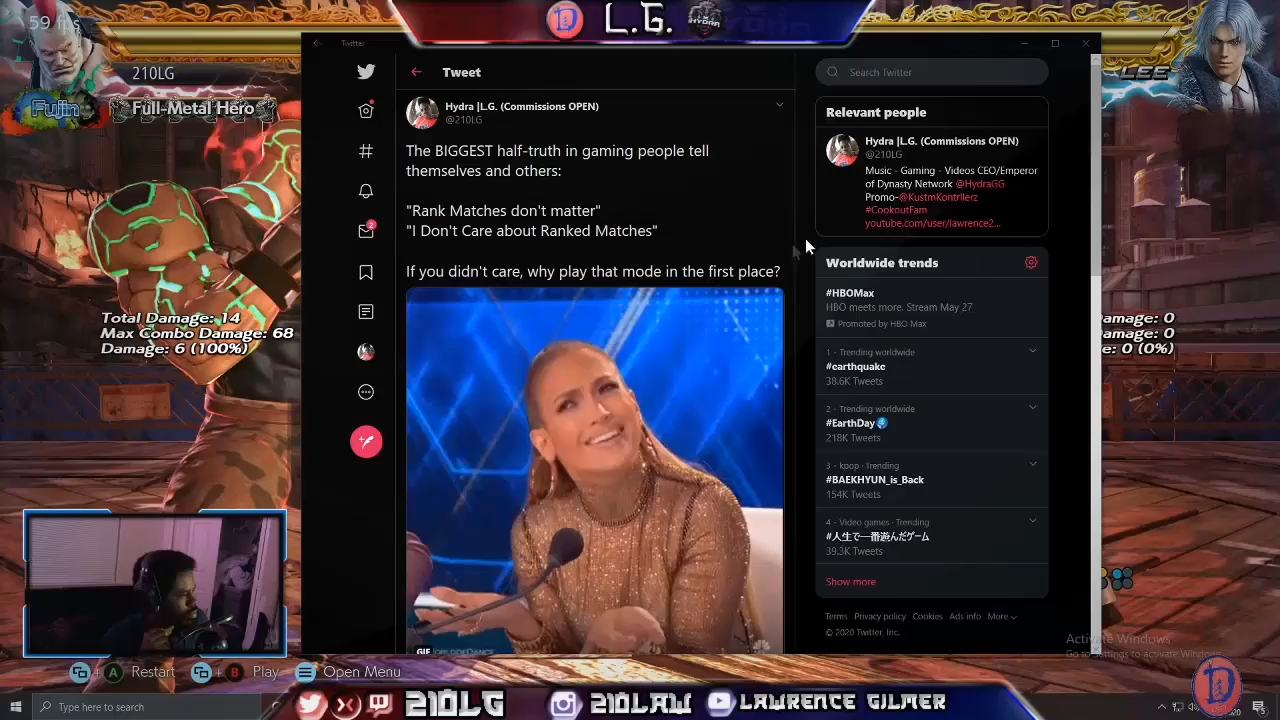 59 fps
L.G.
HYDRA
210LG
Fujin
Full-Metal Hero
LEE
Total Damage: 14
Max Combo Damage: 68
Damage: 6 (100%)
amage: 0
amage: 0
e: 0 (0%)
Twitter
Tweet
Hydra |L.G. (Commissions OPEN)
@210LG
The BIGGEST half-truth in gaming people tell
themselves and others:
"Rank Matches don't matter"
"I Don't Care about Ranked Matches"
If you didn't care, why play that mode in the first place?
GIF
2
Search Twitter
Relevant people
Hydra |L.G. (Commissions OPEN)
@210LG
Music - Gaming - Videos CEO/Emperor
of Dynasty Network @HydraGG
Promo-@KustmKontrllerz
#CookoutFam
youtube.com/user/lawrence2...
Worldwide trends
#HBOMax
HBO meets more. Stream May 27
Promoted by HBO Max
1 · Trending worldwide
#earthquake
38.6K Tweets
2 · Trending worldwide
#EarthDay
218K Tweets
3 · kpop · Trending
#BAEKHYUN_is_Back
154K Tweets
4 · Video games · Trending
#人生で一番遊んだゲーム
39.3K Tweets
Show more
Terms Privacy policy Cookies Ads info More
© 2020 Twitter, Inc.
Activate Windows
Go to Settings to activate Windows.
+ A Restart + B Play Open Menu
Type here to search
210LG 210LAW LAWRENCE GILMER